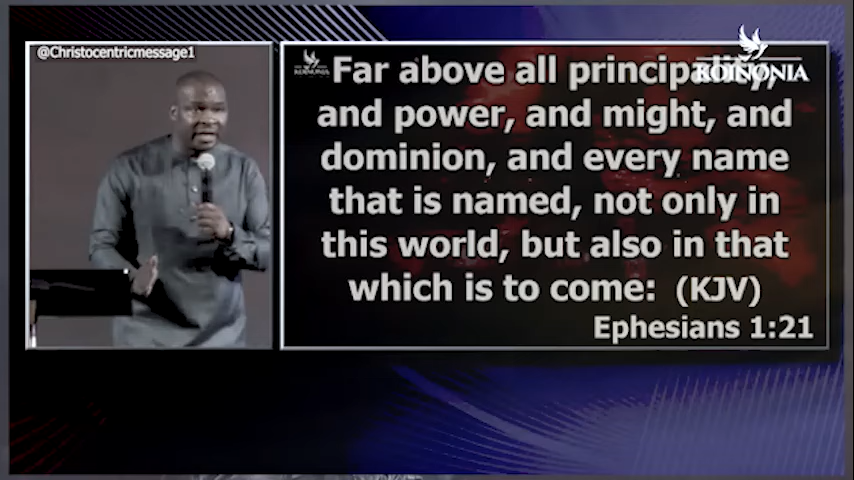 @Christocentricmessage1
KOINONIA
Far above all principality,
KOINONIA
and power, and might, and
dominion, and every name
that is named, not only in
this world, but also in that
which is to come: (KJV)
Ephesians 1:21